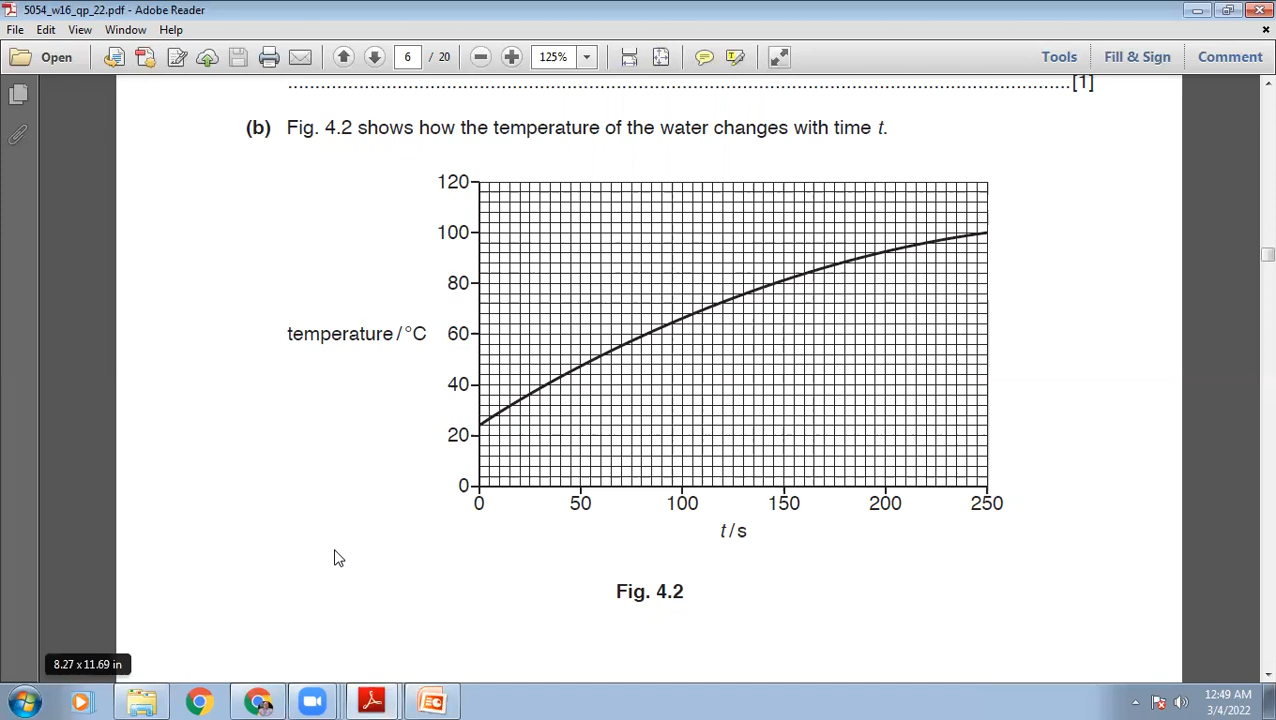 5054_w16_qp_22.pdf - Adobe Reader
File Edit View Window Help
Open 6 / 20 125% Tools Fill & Sign Comment
[1]
(b) Fig. 4.2 shows how the temperature of the water changes with time t.
120
100
80
temperature / °C 60
40
20
0
0 50 100 150 200 250
t / s
Fig. 4.2
8.27 x 11.69 in
12:49 AM
3/4/2022